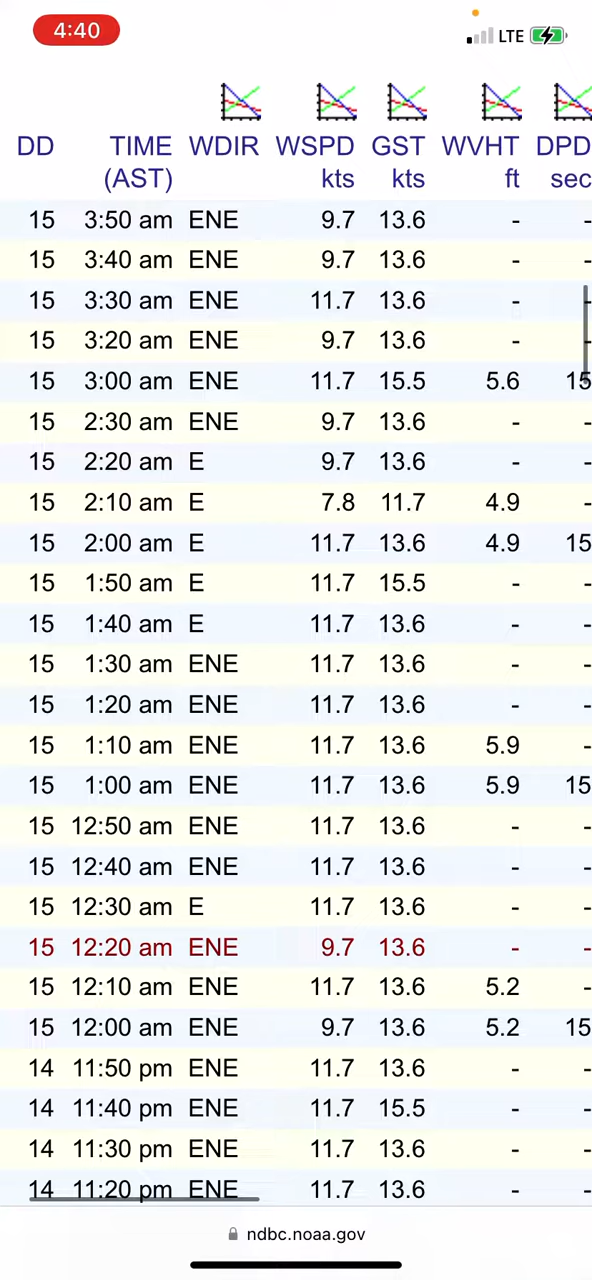 4:40 LTE
DD TIME WDIR WSPD GST WVHT DPD
(AST) kts kts ft sec
15 3:50 am ENE 9.7 13.6 - -
15 3:40 am ENE 9.7 13.6 - -
15 3:30 am ENE 11.7 13.6 - -
15 3:20 am ENE 9.7 13.6 - -
15 3:00 am ENE 11.7 15.5 5.6 15
15 2:30 am ENE 9.7 13.6 - -
15 2:20 am E 9.7 13.6 - -
15 2:10 am E 7.8 11.7 4.9 -
15 2:00 am E 11.7 13.6 4.9 15
15 1:50 am E 11.7 15.5 - -
15 1:40 am E 11.7 13.6 - -
15 1:30 am ENE 11.7 13.6 - -
15 1:20 am ENE 11.7 13.6 - -
15 1:10 am ENE 11.7 13.6 5.9 -
15 1:00 am ENE 11.7 13.6 5.9 15
15 12:50 am ENE 11.7 13.6 - -
15 12:40 am ENE 11.7 13.6 - -
15 12:30 am E 11.7 13.6 - -
15 12:20 am ENE 9.7 13.6 - -
15 12:10 am ENE 11.7 13.6 5.2 -
15 12:00 am ENE 9.7 13.6 5.2 15
14 11:50 pm ENE 11.7 13.6 - -
14 11:40 pm ENE 11.7 15.5 - -
14 11:30 pm ENE 11.7 13.6 - -
14 11:20 pm ENE 11.7 13.6 - -
ndbc.noaa.gov